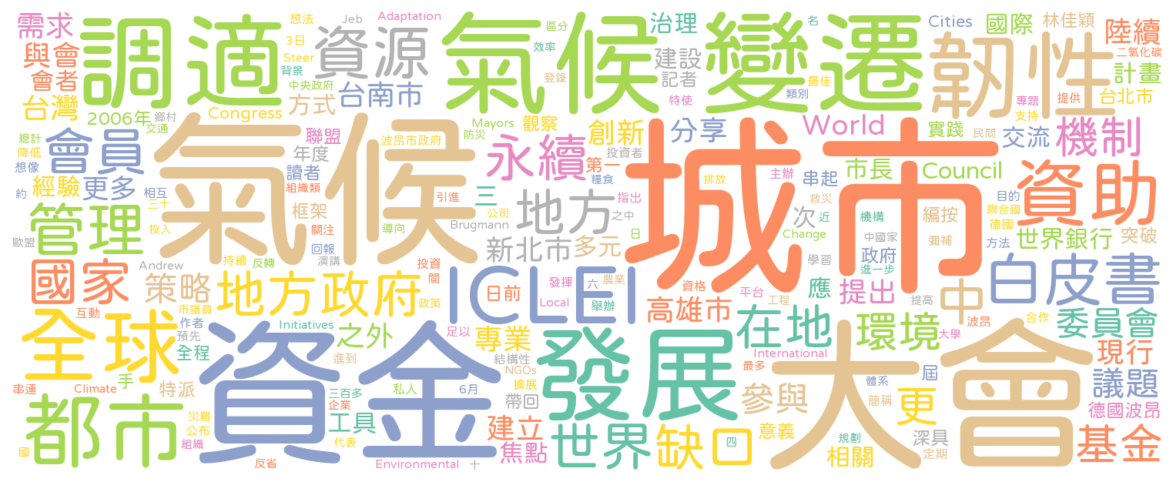 需求
想法
Jeb
Adaptation
區分
治理
Cities
國際
林佳穎
陸續
與會
會者
3日
Steer
背景
調適
資源
效率
登錄
氣候變遷
名
建設
記者
韌性
二氧化碳
計畫
台灣
2006年
鄉村
交通
中央政府
方式
台南市
Congress
特使
最佳
類別
專題
提供
支持
台北市
總計
降低
想像
會員
聯盟
年度
波昂市政府
Mayors
防災
觀察
創新
分享
World
實踐
民間
交流
機制
約
經驗
相互
更多
讀者
組織類
氣候
永續
投資者
第一
糧食
城市
排放
主辦
串起
市長
Council
目的
資助
管理
三十
投入
框架
關注
引進
三
地方
指出
救災
次
近
機構
編按
聯合國
德國
歐盟
回報
導向
公司
Brugmann
之中
日
Change
中國家
政府
彌補
方法
世界銀行
突破
國家
Andrew
持續
反轉
演講
新北市
多元
學習
進一步
策略
市議員
地方政府
投資
間
政策
ICLEI
日前
發揮
六
農業
Local
舉辦
資格
高雄市
平台
工程
應
提出
提高
中
白皮書
互動
作者
預先
全球
全程
Initiatives
之外
足以
專業
發展
在地
大學
環境
波昂
合作
委員會
串連
Climate
手
特派
進到
資金
結構性
NGOs
International
最多
大會
體系
簡稱
屆
現行
議題
都市
災難
公布
組織
三百多
企業
私人
6月
擴展
帶回
參與
更
德國波昂
國
工具
代表
建立
焦點
世界
缺口
四
意義
規劃
相關
深具
定期
基金
反省
Environmental
十